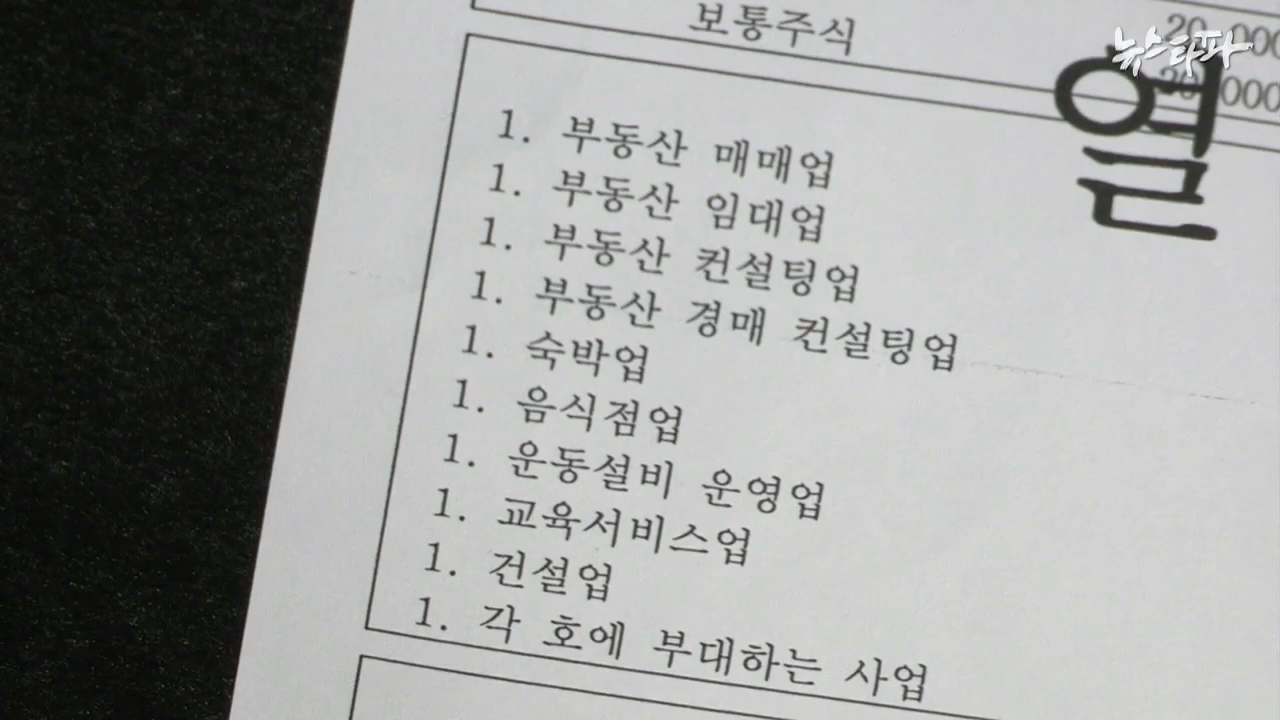 보통주식
20,000
뉴스타파
20,000
열
1. 부동산 매매업
1. 부동산 임대업
1. 부동산 컨설팅업
1. 부동산 경매 컨설팅업
1. 숙박업
1. 음식점업
1. 운동설비 운영업
1. 교육서비스업
1. 건설업
1. 각 호에 부대하는 사업